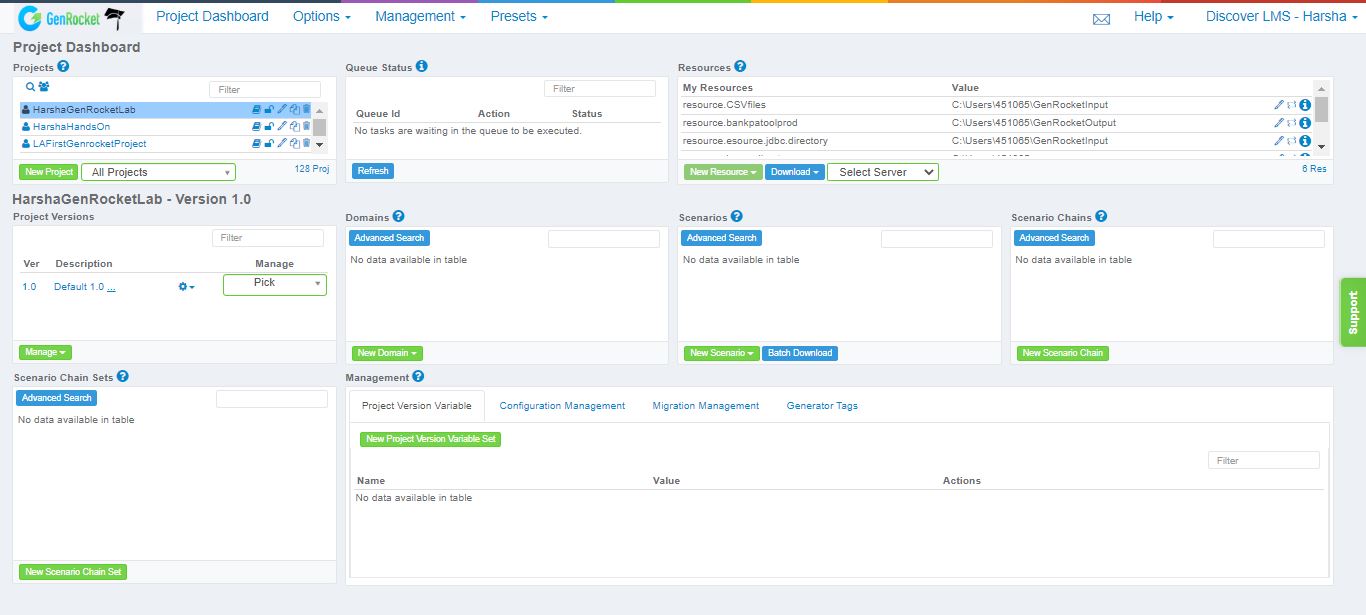 GenRocket
Project Dashboard Options Management Presets Help Discover LMS - Harsha
Project Dashboard
Projects
Filter
HarshaGenRocketLab
HarshaHandsOn
LAFirstGenrocketProject
New Project All Projects 128 Proj
Queue Status
Filter
Queue Id Action Status
No tasks are waiting in the queue to be executed.
Refresh
Resources
My Resources Value
resource.CSVfiles C:\Users\451065\GenRocketInput
resource.bankpatoolprod C:\Users\451065\GenRocketOutput
resource.esource.jdbc.directory C:\Users\451065\GenRocketInput
New Resource Download Select Server 6 Res
HarshaGenRocketLab - Version 1.0
Project Versions
Filter
Ver Description Manage
1.0 Default 1.0 ... Pick
Manage
Domains
Advanced Search
No data available in table
New Domain
Scenarios
Advanced Search
No data available in table
New Scenario Batch Download
Scenario Chains
Advanced Search
No data available in table
New Scenario Chain
Support
Scenario Chain Sets
Advanced Search
No data available in table
New Scenario Chain Set
Management
Project Version Variable Configuration Management Migration Management Generator Tags
New Project Version Variable Set
Filter
Name Value Actions
No data available in table